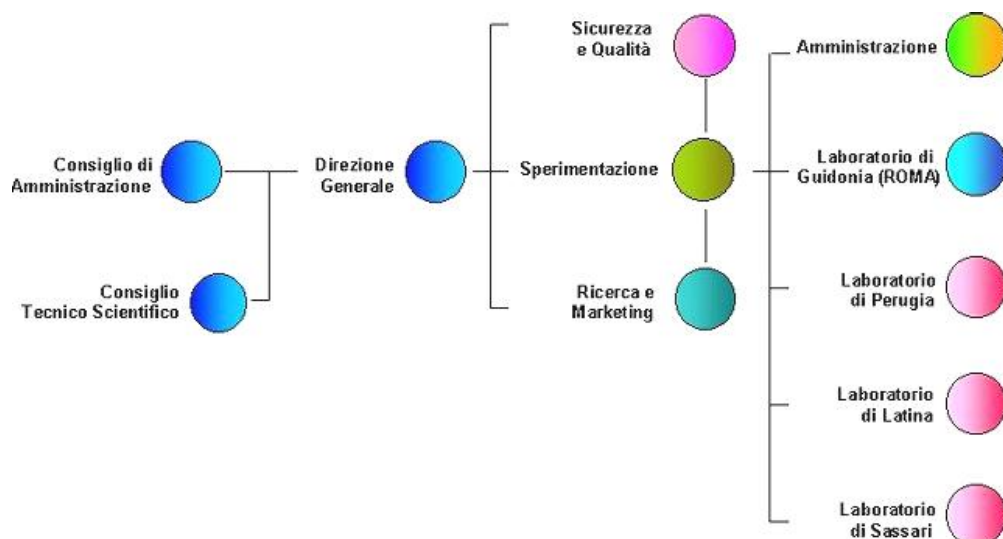 Consiglio di
Amministrazione
Consiglio
Tecnico Scientifico
Direzione
Generale
Sicurezza
e Qualità
Sperimentazione
Ricerca e
Marketing
Amministrazione
Laboratorio di
Guidonia (ROMA)
Laboratorio
di Perugia
Laboratorio
di Latina
Laboratorio
di Sassari